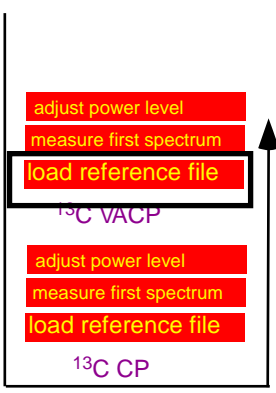 adjust power level
measure first spectrum
load reference file
¹³C VACP
adjust power level
measure first spectrum
load reference file
¹³C CP